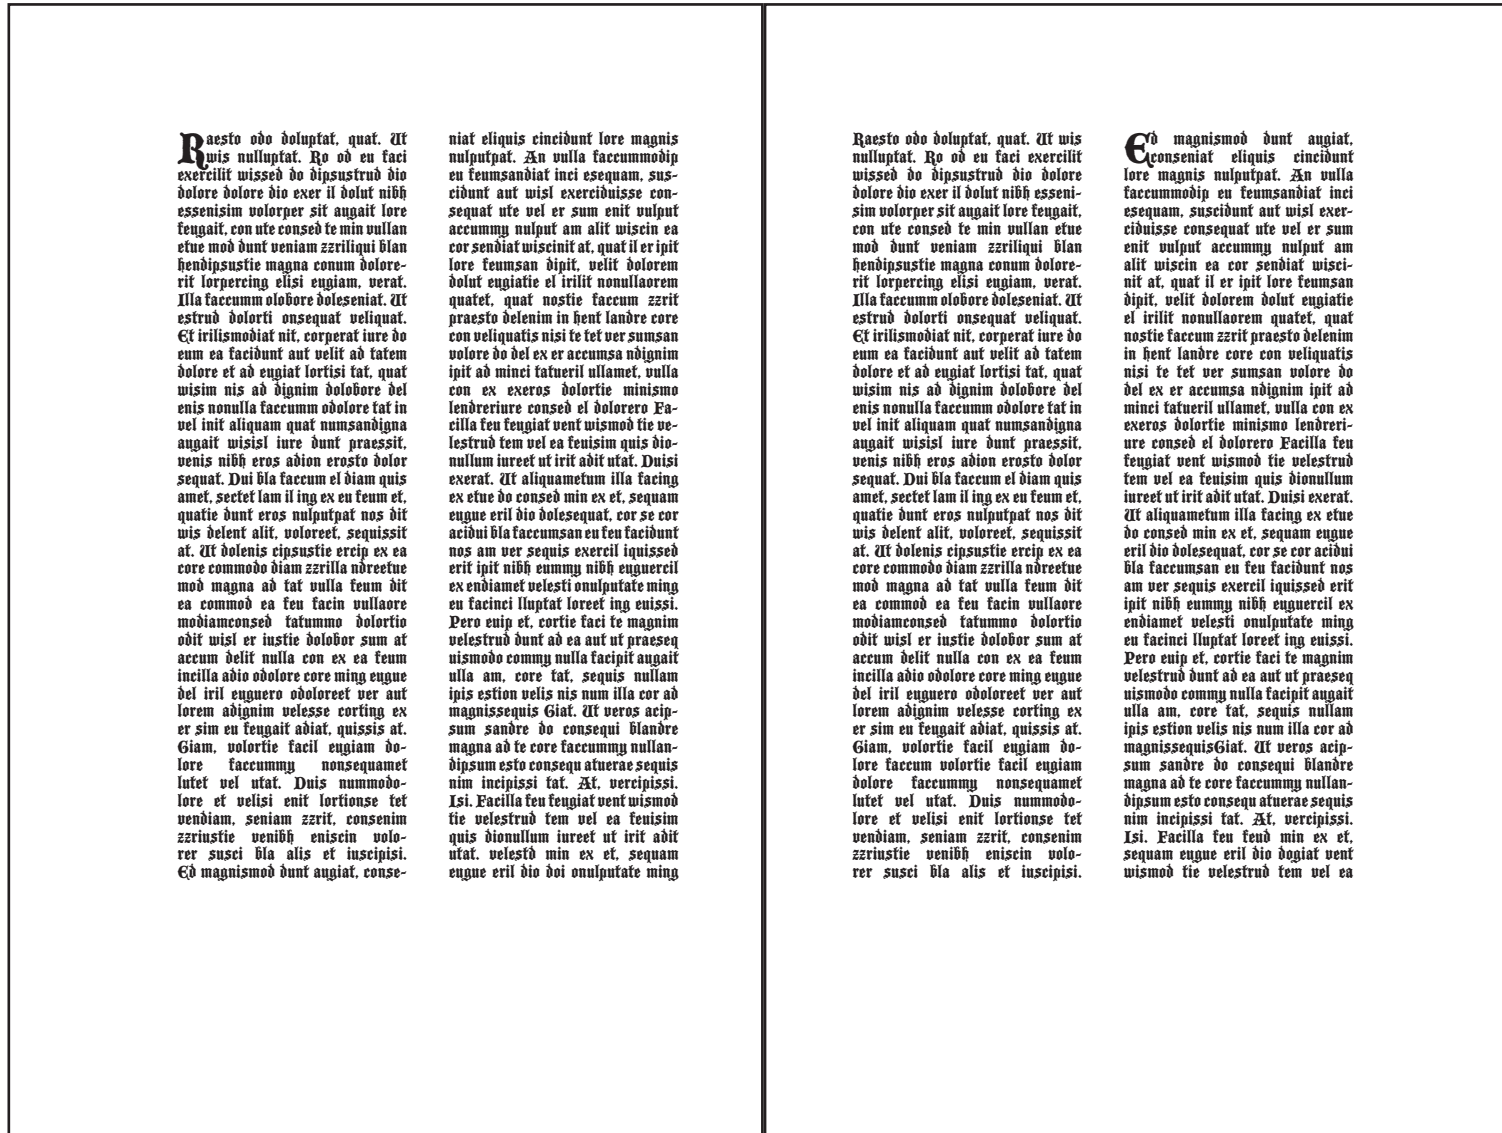 Raesto odo doluptat, quat. Ut
wis nulluptat. Ro od eu faci
exercilit wissed do dipsustrud dio
dolore dolore dio exer il dolut nibh
essenisim volorper sit augait lore
feugait, con ute consed te min vullan
etue mod dunt veniam zzriliqui blan
hendipsustie magna conum dolore-
rit lorpercing elisi eugiam, verat.
Illa faccumm olobore doleseniat. Ut
estrud dolorti onsequat veliquat.
Et irilismodiat nit, corperat iure do
eum ea facidunt aut velit ad tatem
dolore et ad eugiat lortisi tat, quat
wisim nis ad dignim dolobore del
enis nonulla faccumm odolore tat in
vel init aliquam quat numsandigna
augait wisisl iure dunt praessit,
venis nibh eros adion erosto dolor
sequat. Dui bla faccum el diam quis
amet, sectet lam il ing ex eu feum et,
quatie dunt eros nulputpat nos dit
wis delent alit, voloreet, sequissit
at. Ut dolenis cipsustie ercip ex ea
core commodo diam zzrilla ndreetue
mod magna ad tat vulla feum dit
ea commod ea feu facin vullaore
modiamconsed tatummo dolortio
odit wisl er iustie dolobor sum at
accum delit nulla con ex ea feum
incilla adio odolore core ming eugue
del iril euguero odoloreet ver aut
lorem adignim velesse corting ex
er sim eu feugait adiat, quissis at.
Giam, volortie facil eugiam do-
lore faccummy nonsequamet
lutet vel utat. Duis nummodo-
lore et velisi enit lortionse tet
vendiam, seniam zzrit, consenim
zzriustie venibh eniscin volo-
rer susci bla alis et iuscipisi.
Ed magnismod dunt augiat, conse-
niat eliquis cincidunt lore magnis
nulputpat. An vulla faccummodip
eu feumsandiat inci esequam, sus-
cidunt aut wisl exerciduisse con-
sequat ute vel er sum enit vulput
accummy nulput am alit wiscin ea
cor sendiat wiscinit at, quat il er ipit
lore feumsan dipit, velit dolorem
dolut eugiatie el irilit nonullaorem
quatet, quat nostie faccum zzrit
praesto delenim in hent landre core
con veliquatis nisi te tet ver sumsan
volore do del ex er accumsa ndignim
ipit ad minci tatueril ullamet, vulla
con ex exeros dolortie minismo
lendreriure consed el dolorero Fa-
cilla feu feugiat vent wismod tie ve-
lestrud tem vel ea feuisim quis dio-
nullum iureet ut irit adit utat. Duisi
exerat. Ut aliquametum illa facing
ex etue do consed min ex et, sequam
eugue eril dio dolesequat, cor se cor
acidui bla faccumsan eu feu facidunt
nos am ver sequis exercil iquissed
erit ipit nibh eummy nibh euguercil
ex endiamet velesti onulputate ming
eu facinci lluptat loreet ing euissi.
Pero euip et, cortie faci te magnim
velestrud dunt ad ea aut ut praeseq
uismodo commy nulla facipit augait
ulla am, core tat, sequis nullam
ipis estion velis nis num illa cor ad
magnissequis Giat. Ut veros acip-
sum sandre do consequi blandre
magna ad te core faccummy nullan-
dipsum esto consequ atuerae sequis
nim incipissi tat. At, vercipissi.
Isi. Facilla feu feugiat vent wismod
tie velestrud tem vel ea feuisim
quis dionullum iureet ut irit adit
utat. velestd min ex et, sequam
eugue eril dio doi onulputate ming
Raesto odo doluptat, quat. Ut wis
nulluptat. Ro od eu faci exercilit
wissed do dipsustrud dio dolore
dolore dio exer il dolut nibh esseni-
sim volorper sit augait lore feugait,
con ute consed te min vullan etue
mod dunt veniam zzriliqui blan
hendipsustie magna conum dolore-
rit lorpercing elisi eugiam, verat.
Illa faccumm olobore doleseniat. Ut
estrud dolorti onsequat veliquat.
Et irilismodiat nit, corperat iure do
eum ea facidunt aut velit ad tatem
dolore et ad eugiat lortisi tat, quat
wisim nis ad dignim dolobore del
enis nonulla faccumm odolore tat in
vel init aliquam quat numsandigna
augait wisisl iure dunt praessit,
venis nibh eros adion erosto dolor
sequat. Dui bla faccum el diam quis
amet, sectet lam il ing ex eu feum et,
quatie dunt eros nulputpat nos dit
wis delent alit, voloreet, sequissit
at. Ut dolenis cipsustie ercip ex ea
core commodo diam zzrilla ndreetue
mod magna ad tat vulla feum dit
ea commod ea feu facin vullaore
modiamconsed tatummo dolortio
odit wisl er iustie dolobor sum at
accum delit nulla con ex ea feum
incilla adio odolore core ming eugue
del iril euguero odoloreet ver aut
lorem adignim velesse corting ex
er sim eu feugait adiat, quissis at.
Giam, volortie facil eugiam do-
lore faccum volortie facil eugiam
dolore faccummy nonsequamet
lutet vel utat. Duis nummodo-
lore et velisi enit lortionse tet
vendiam, seniam zzrit, consenim
zzriustie venibh eniscin volo-
rer susci bla alis et iuscipisi.
Ed magnismod dunt augiat,
conseniat eliquis cincidunt
lore magnis nulputpat. An vulla
faccummodip eu feumsandiat inci
esequam, suscidunt aut wisl exer-
ciduisse consequat ute vel er sum
enit vulput accummy nulput am
alit wiscin ea cor sendiat wisci-
nit at, quat il er ipit lore feumsan
dipit, velit dolorem dolut eugiatie
el irilit nonullaorem quatet, quat
nostie faccum zzrit praesto delenim
in hent landre core con veliquatis
nisi te tet ver sumsan volore do
del ex er accumsa ndignim ipit ad
minci tatueril ullamet, vulla con ex
exeros dolortie minismo lendreri-
ure consed el dolorero Facilla feu
feugiat vent wismod tie velestrud
tem vel ea feuisim quis dionullum
iureet ut irit adit utat. Duisi exerat.
Ut aliquametum illa facing ex etue
do consed min ex et, sequam eugue
eril dio dolesequat, cor se cor acidui
bla faccumsan eu feu facidunt nos
am ver sequis exercil iquissed erit
ipit nibh eummy nibh euguercil ex
endiamet velesti onulputate ming
eu facinci lluptat loreet ing euissi.
Pero euip et, cortie faci te magnim
velestrud dunt ad ea aut ut praeseq
uismodo commy nulla facipit augait
ulla am, core tat, sequis nullam
ipis estion velis nis num illa cor ad
magnissequisGiat. Ut veros acip-
sum sandre do consequi blandre
magna ad te core faccummy nullan-
dipsum esto consequ atuerae sequis
nim incipissi tat. At, vercipissi.
Isi. Facilla feu feud min ex et,
sequam eugue eril dio dogiat vent
wismod tie velestrud tem vel ea